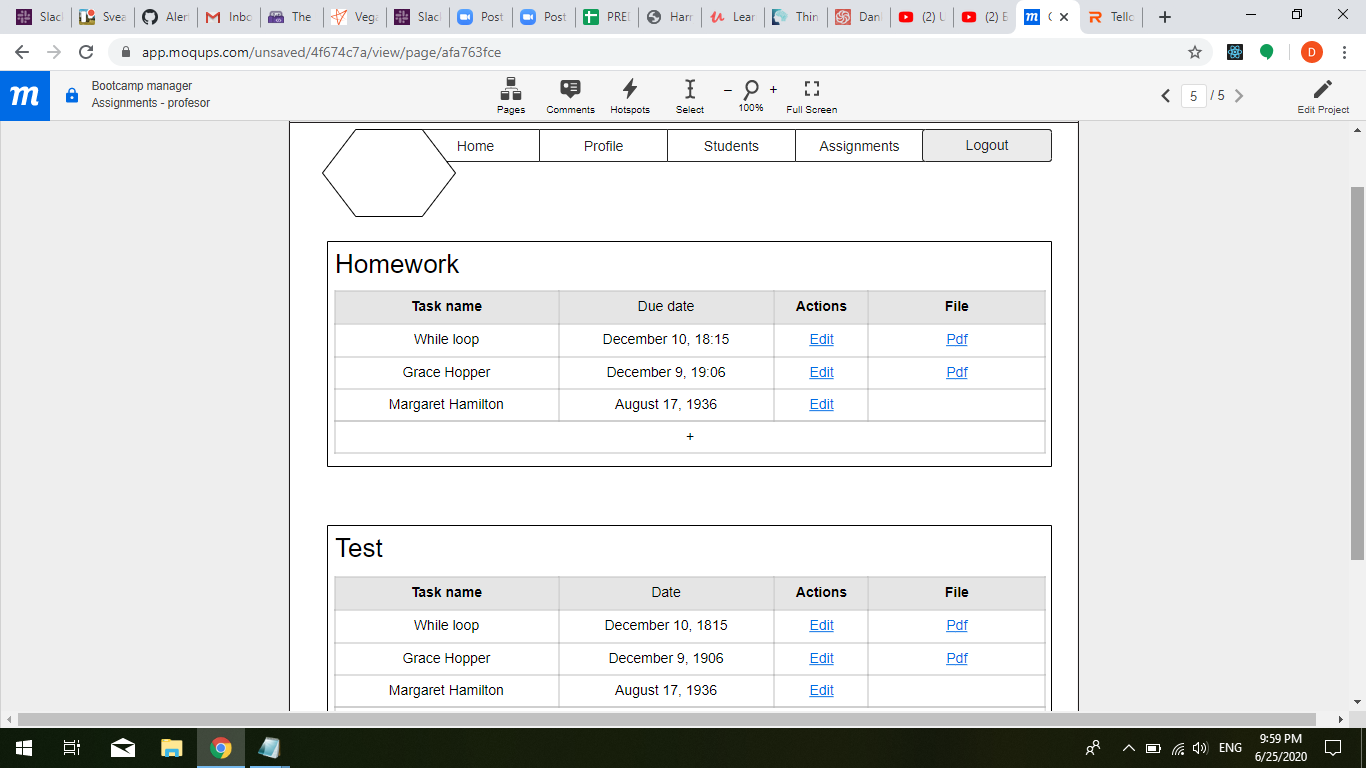 Slac
Svea
Aler
Inbc
The
Vega
Slac
Post
Post
PREI
Harr
Lear
Thin
Danl
(2) U
(2) E
Tellc
app.moqups.com/unsaved/4f674c7a/view/page/afa763fce
D
m
Bootcamp manager
Assignments - profesor
Pages
Comments
Hotspots
Select
− + 100%
Full Screen
5 / 5
Edit Project
Home Profile Students Assignments Logout
Homework
Task name Due date Actions File
While loop December 10, 18:15 Edit Pdf
Grace Hopper December 9, 19:06 Edit Pdf
Margaret Hamilton August 17, 1936 Edit
+
Test
Task name Date Actions File
While loop December 10, 1815 Edit Pdf
Grace Hopper December 9, 1906 Edit Pdf
Margaret Hamilton August 17, 1936 Edit
ENG
9:59 PM
6/25/2020